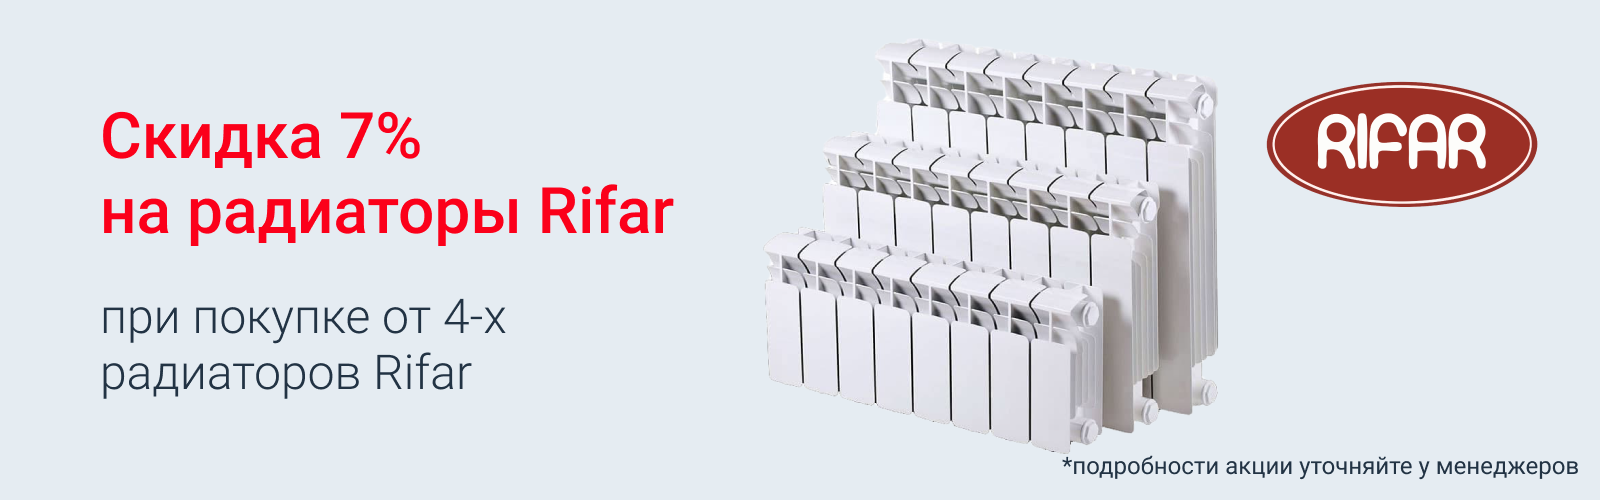 Скидка 7%
на радиаторы Rifar
при покупке от 4-х
радиаторов Rifar
RIFAR
*подробности акции уточняйте у менеджеров